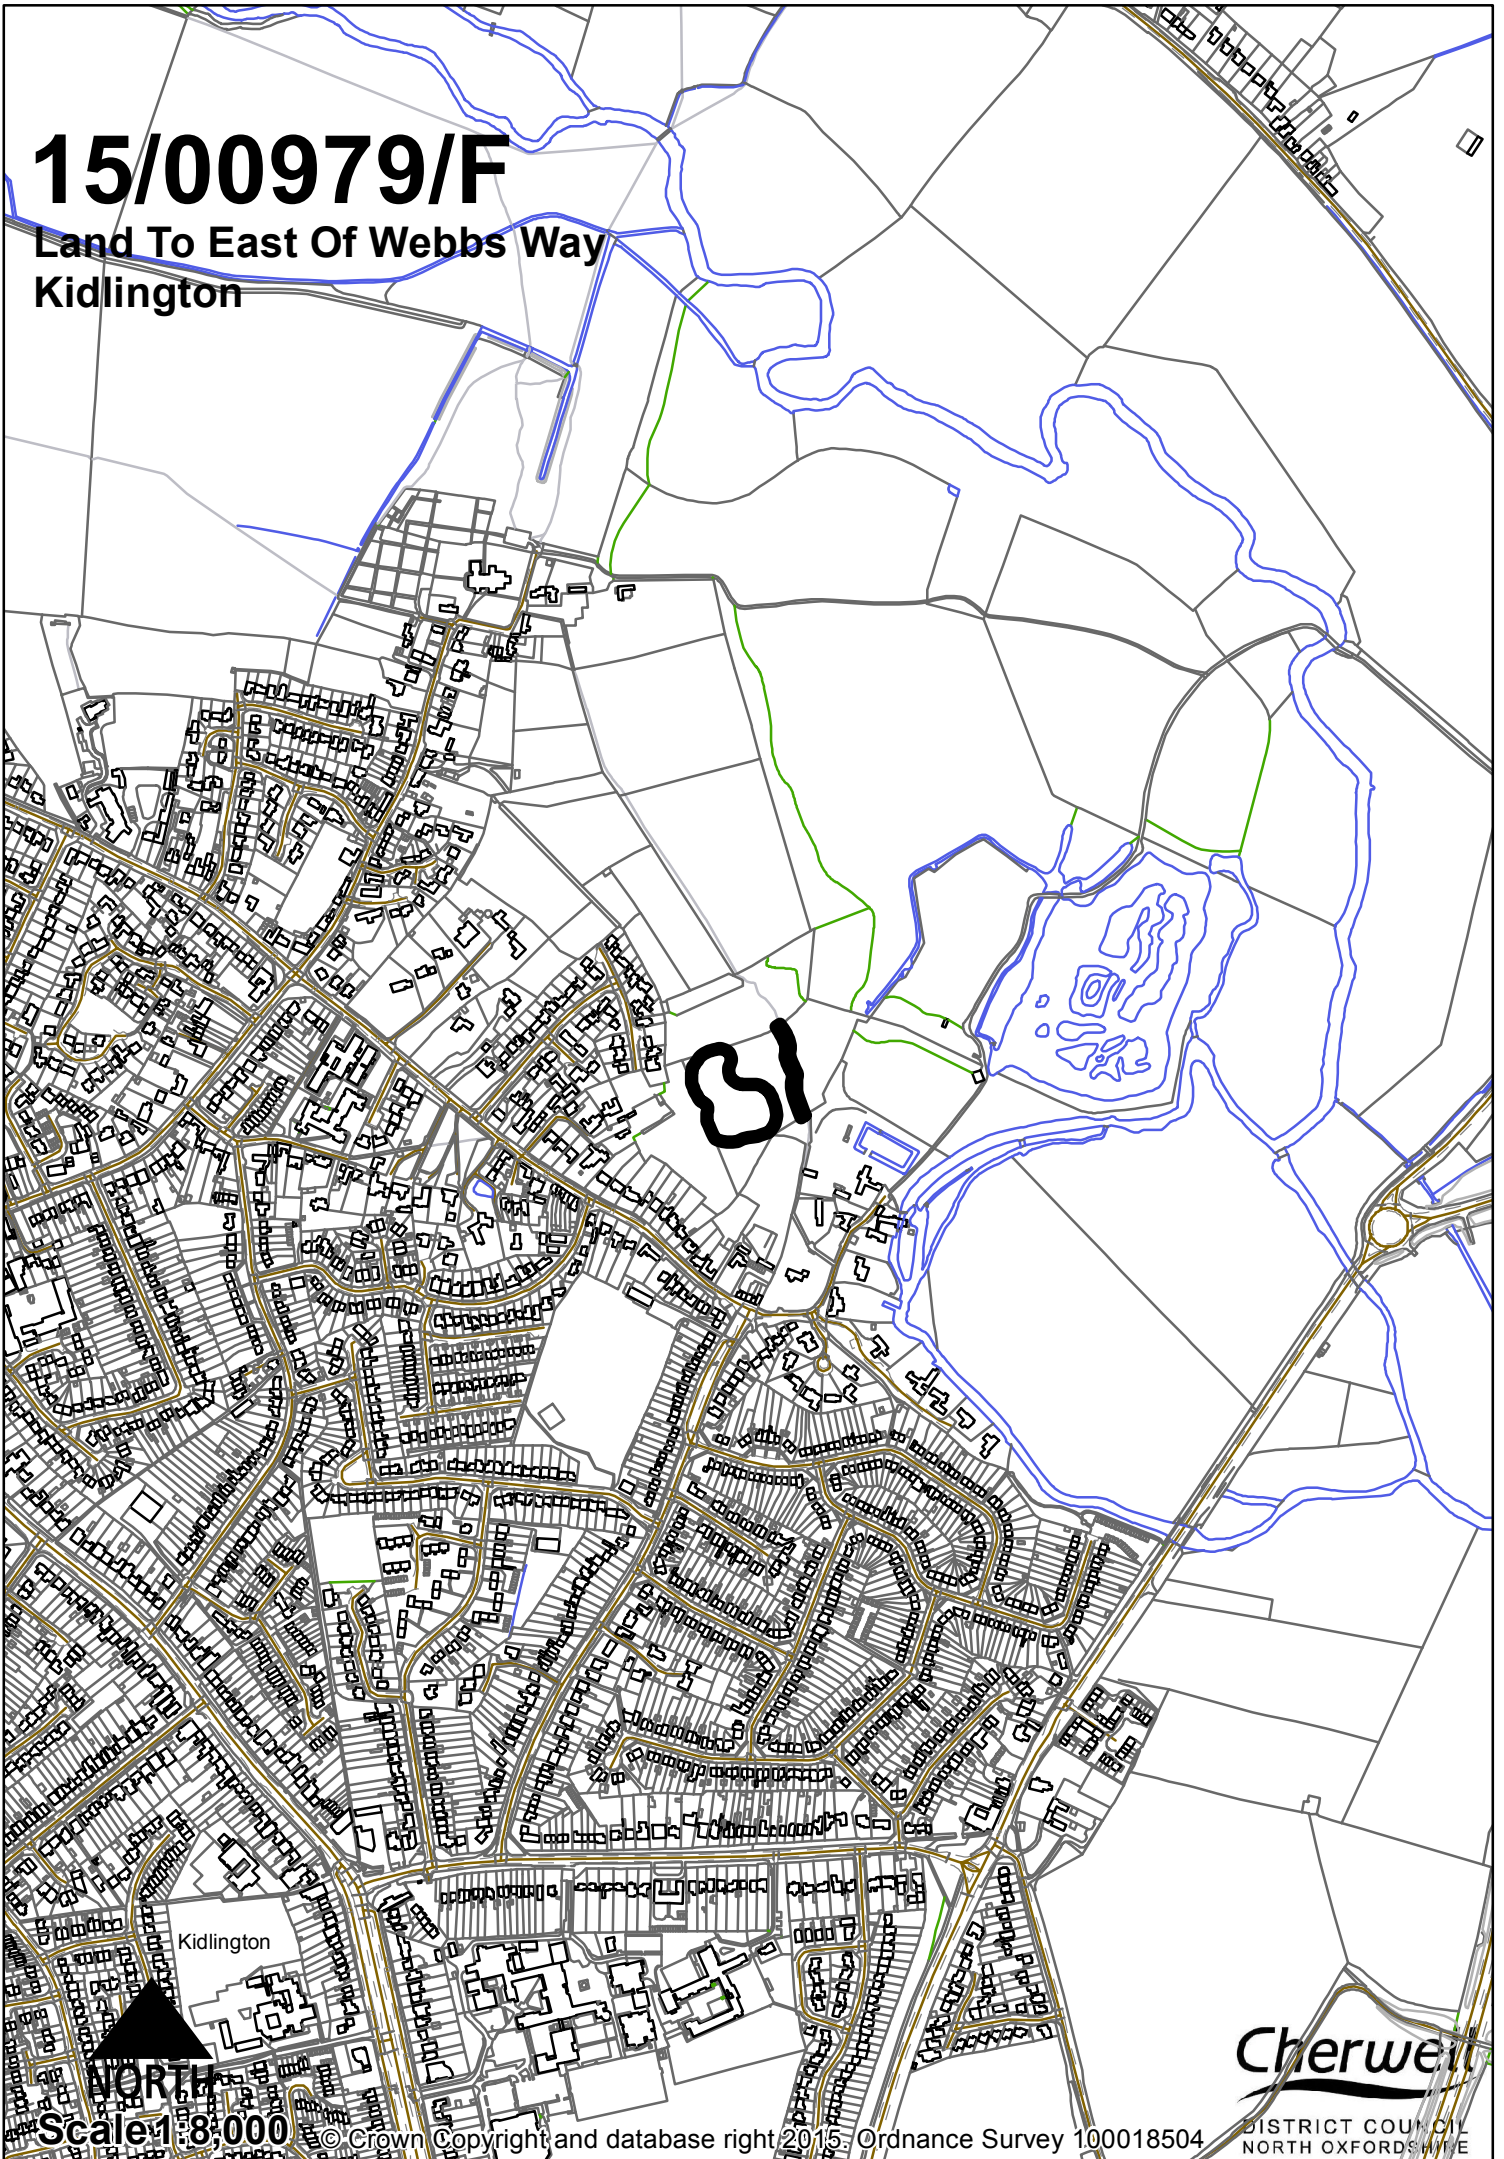 15/00979/F
Land To East Of Webbs Way
Kidlington
Kidlington
NORTH
Scale 1:8,000
© Crown Copyright and database right 2015. Ordnance Survey 100018504
Cherwell
DISTRICT COUNCIL
NORTH OXFORDSHIRE